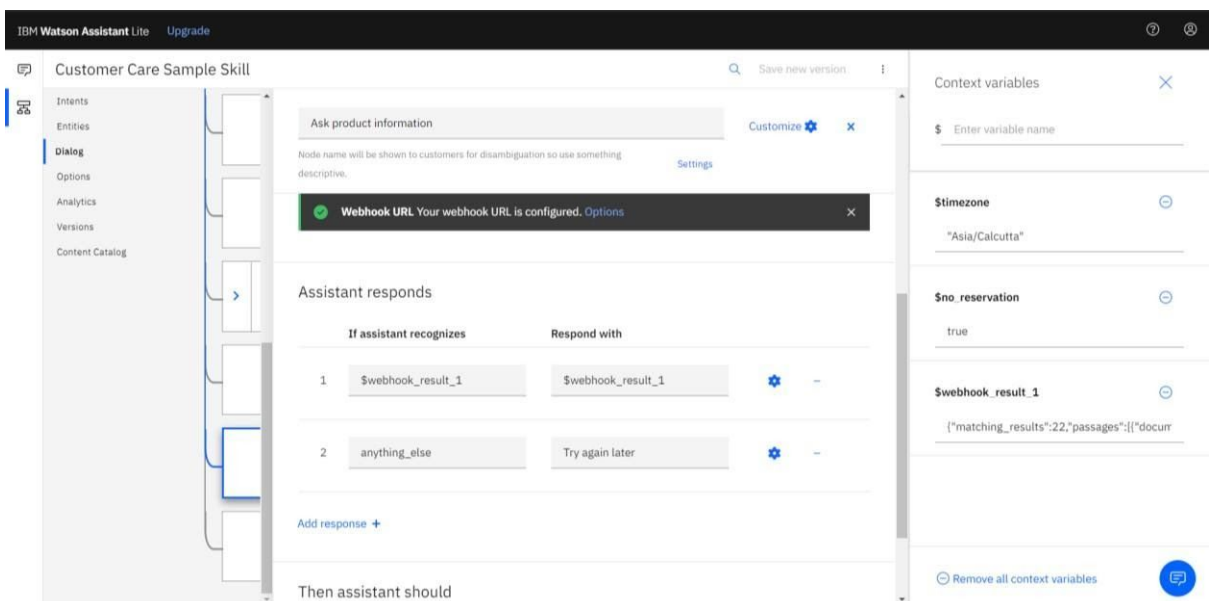 IBM Watson Assistant Lite Upgrade
Customer Care Sample Skill
Save new version
Intents
Entities
Dialog
Options
Analytics
Versions
Content Catalog
Ask product information
Customize
Node name will be shown to customers for disambiguation so use something
descriptive.
Settings
Webhook URL Your webhook URL is configured. Options
Assistant responds
If assistant recognizes Respond with
1 $webhook_result_1 $webhook_result_1
2 anything_else Try again later
Add response +
Then assistant should
Context variables
$ Enter variable name
$timezone
"Asia/Calcutta"
$no_reservation
true
$webhook_result_1
{"matching_results":22,"passages":[{"docum
Remove all context variables